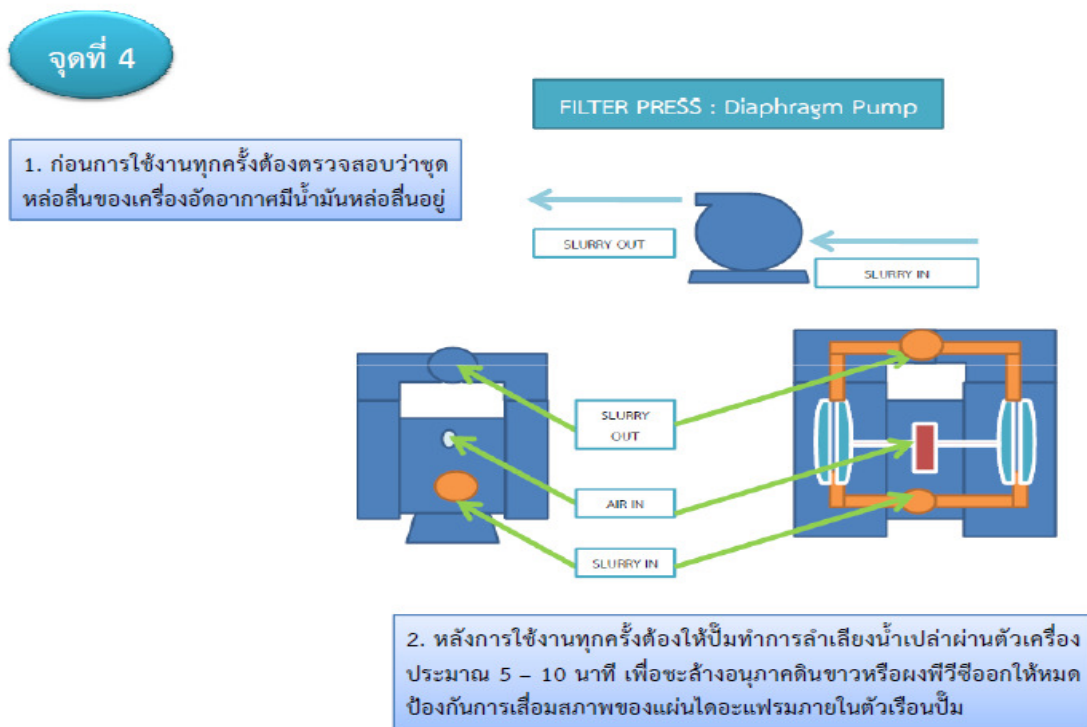 จุดที่ 4
FILTER PRESS : Diaphragm Pump
1. ก่อนการใช้งานทุกครั้งต้องตรวจสอบว่าชุด
หล่อลื่นของเครื่องอัดอากาศมีน้ำมันหล่อลื่นอยู่
SLURRY OUT
SLURRY IN
SLURRY
OUT
AIR IN
SLURRY IN
2. หลังการใช้งานทุกครั้งต้องให้ปั๊มทำการลำเลียงน้ำเปล่าผ่านตัวเครื่อง
ประมาณ 5 – 10 นาที เพื่อชะล้างอนุภาคดินขาวหรือผงพีวีซีออกให้หมด
ป้องกันการเสื่อมสภาพของแผ่นไดอะแฟรมภายในตัวเรือนปั๊ม